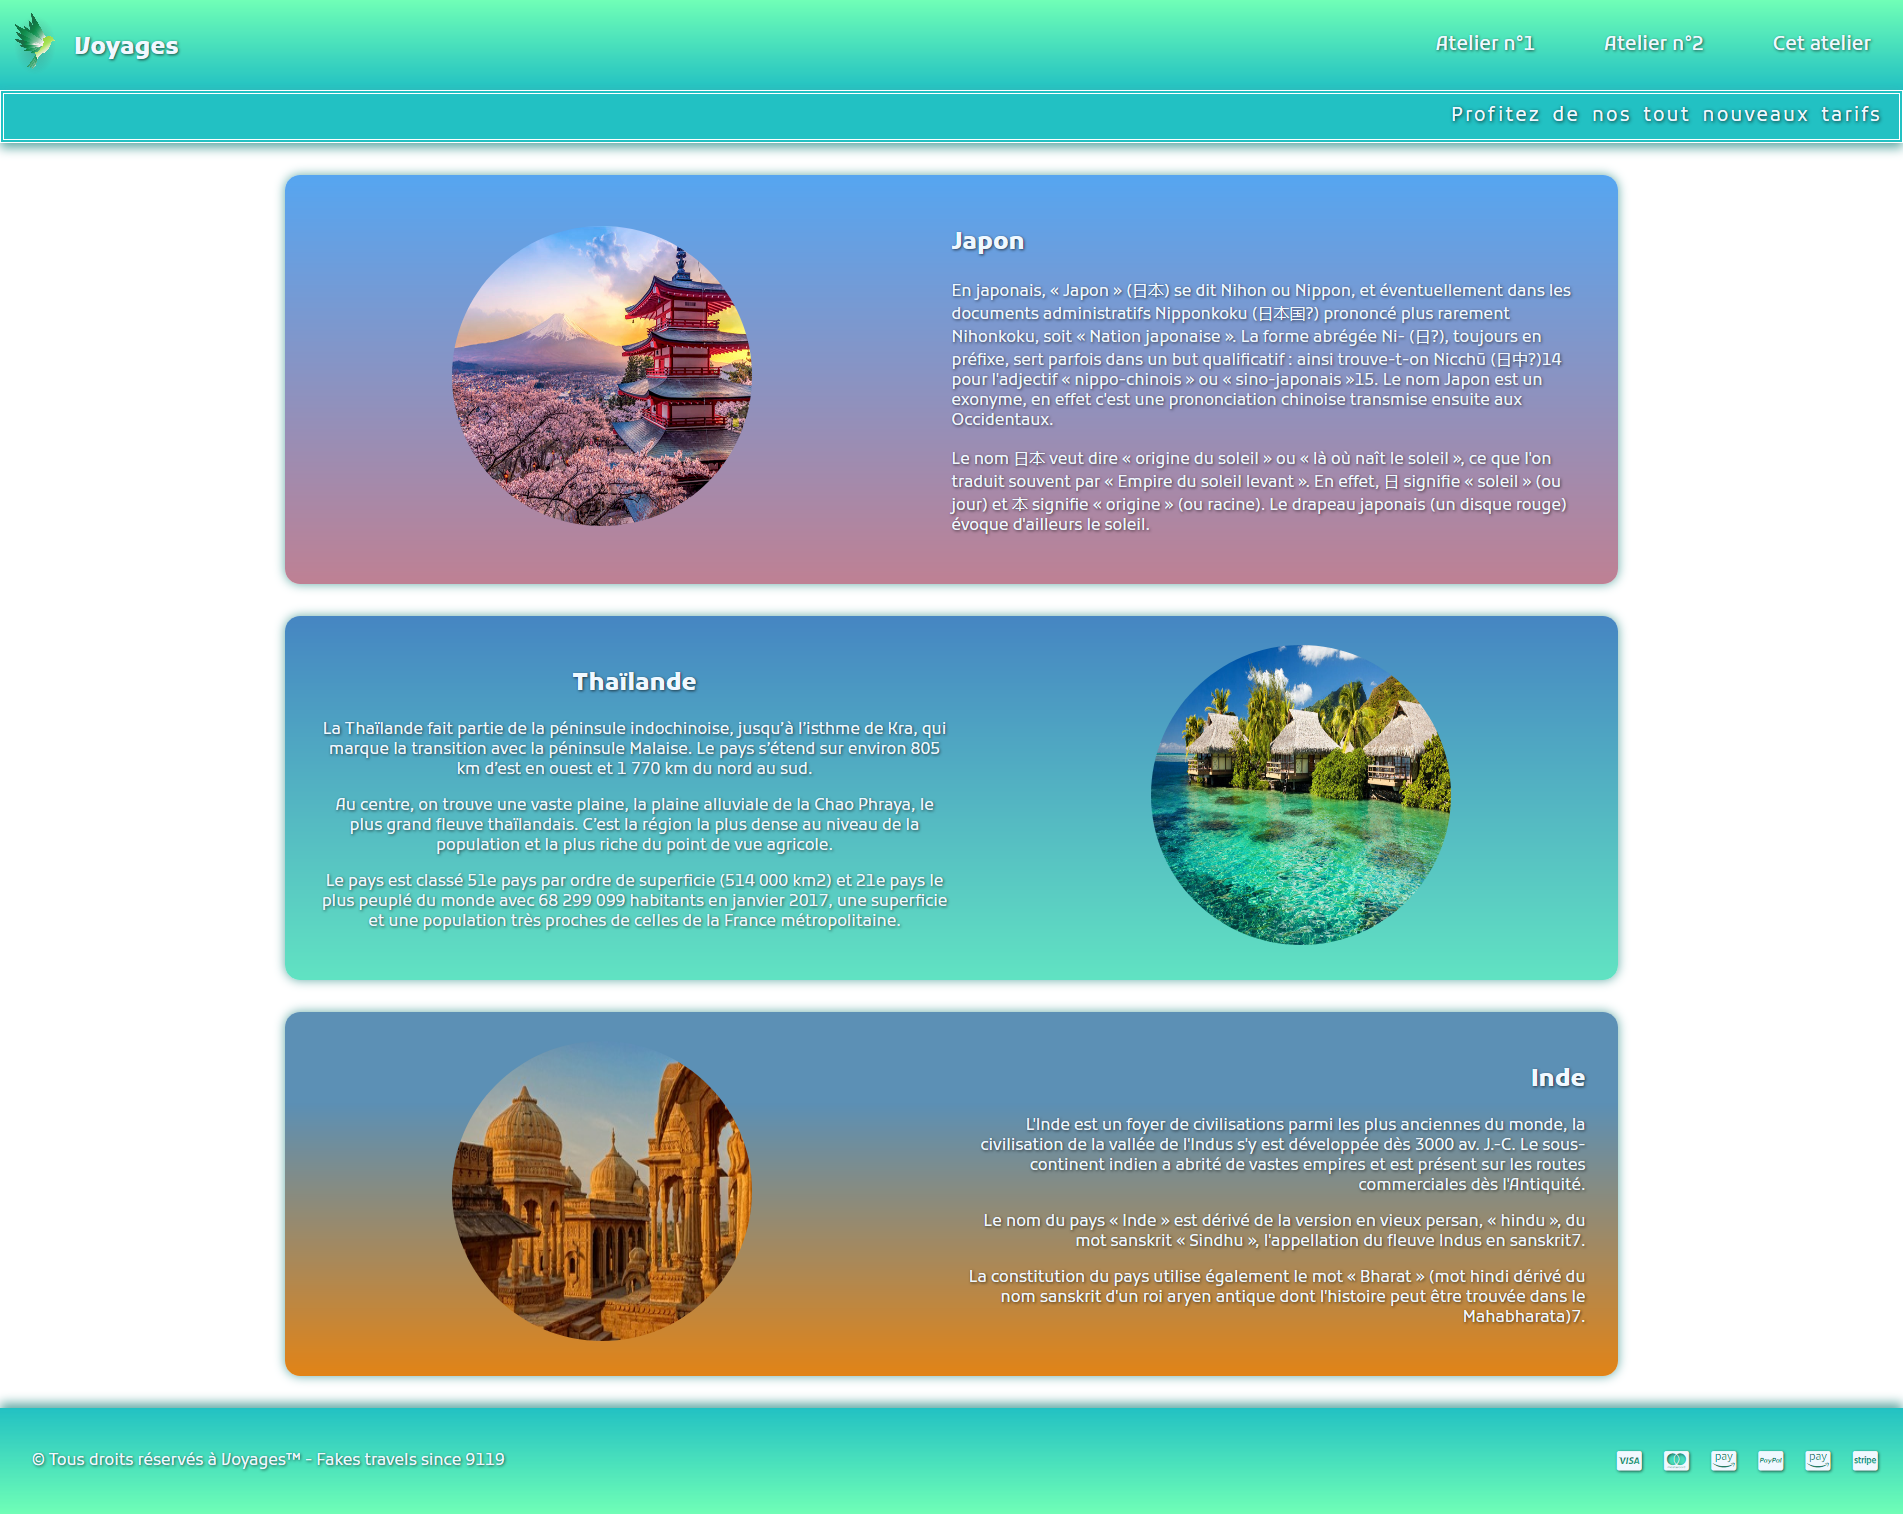 Voyages
Atelier n°1
Atelier n°2
Cet atelier
Profitez de nos tout nouveaux tarifs
Japon
En japonais, « Japon » (日本) se dit Nihon ou Nippon, et éventuellement dans les
documents administratifs Nipponkoku (日本国?) prononcé plus rarement
Nihonkoku, soit « Nation japonaise ». La forme abrégée Ni- (日?), toujours en
préfixe, sert parfois dans un but qualificatif : ainsi trouve-t-on Nicchū (日中?)14
pour l'adjectif « nippo-chinois » ou « sino-japonais »15. Le nom Japon est un
exonyme, en effet c'est une prononciation chinoise transmise ensuite aux
Occidentaux.
Le nom 日本 veut dire « origine du soleil » ou « là où naît le soleil », ce que l'on
traduit souvent par « Empire du soleil levant ». En effet, 日 signifie « soleil » (ou
jour) et 本 signifie « origine » (ou racine). Le drapeau japonais (un disque rouge)
évoque d'ailleurs le soleil.
Thaïlande
La Thaïlande fait partie de la péninsule indochinoise, jusqu’à l’isthme de Kra, qui
marque la transition avec la péninsule Malaise. Le pays s’étend sur environ 805
km d’est en ouest et 1 770 km du nord au sud.
Au centre, on trouve une vaste plaine, la plaine alluviale de la Chao Phraya, le
plus grand fleuve thaïlandais. C’est la région la plus dense au niveau de la
population et la plus riche du point de vue agricole.
Le pays est classé 51e pays par ordre de superficie (514 000 km2) et 21e pays le
plus peuplé du monde avec 68 299 099 habitants en janvier 2017, une superficie
et une population très proches de celles de la France métropolitaine.
Inde
L'Inde est un foyer de civilisations parmi les plus anciennes du monde, la
civilisation de la vallée de l'Indus s'y est développée dès 3000 av. J.-C. Le sous-
continent indien a abrité de vastes empires et est présent sur les routes
commerciales dès l'Antiquité.
Le nom du pays « Inde » est dérivé de la version en vieux persan, « hindu », du
mot sanskrit « Sindhu », l'appellation du fleuve Indus en sanskrit7.
La constitution du pays utilise également le mot « Bharat » (mot hindi dérivé du
nom sanskrit d'un roi aryen antique dont l'histoire peut être trouvée dans le
Mahabharata)7.
© Tous droits réservés à Voyages™ - Fakes travels since 9119
VISA
pay
PayPal
pay
stripe